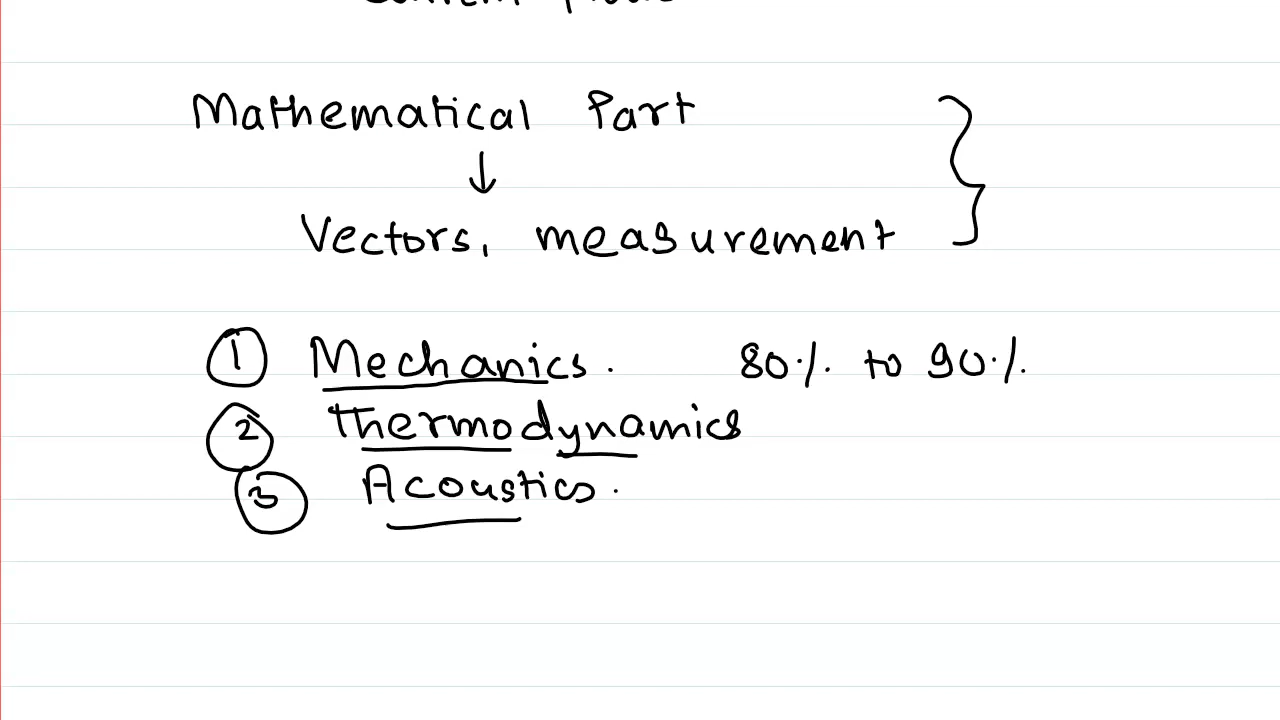 Mathematical Part
↓
Vectors, measurement
1 Mechanics. 80% to 90%.
2 Thermodynamics
3 Acoustics.